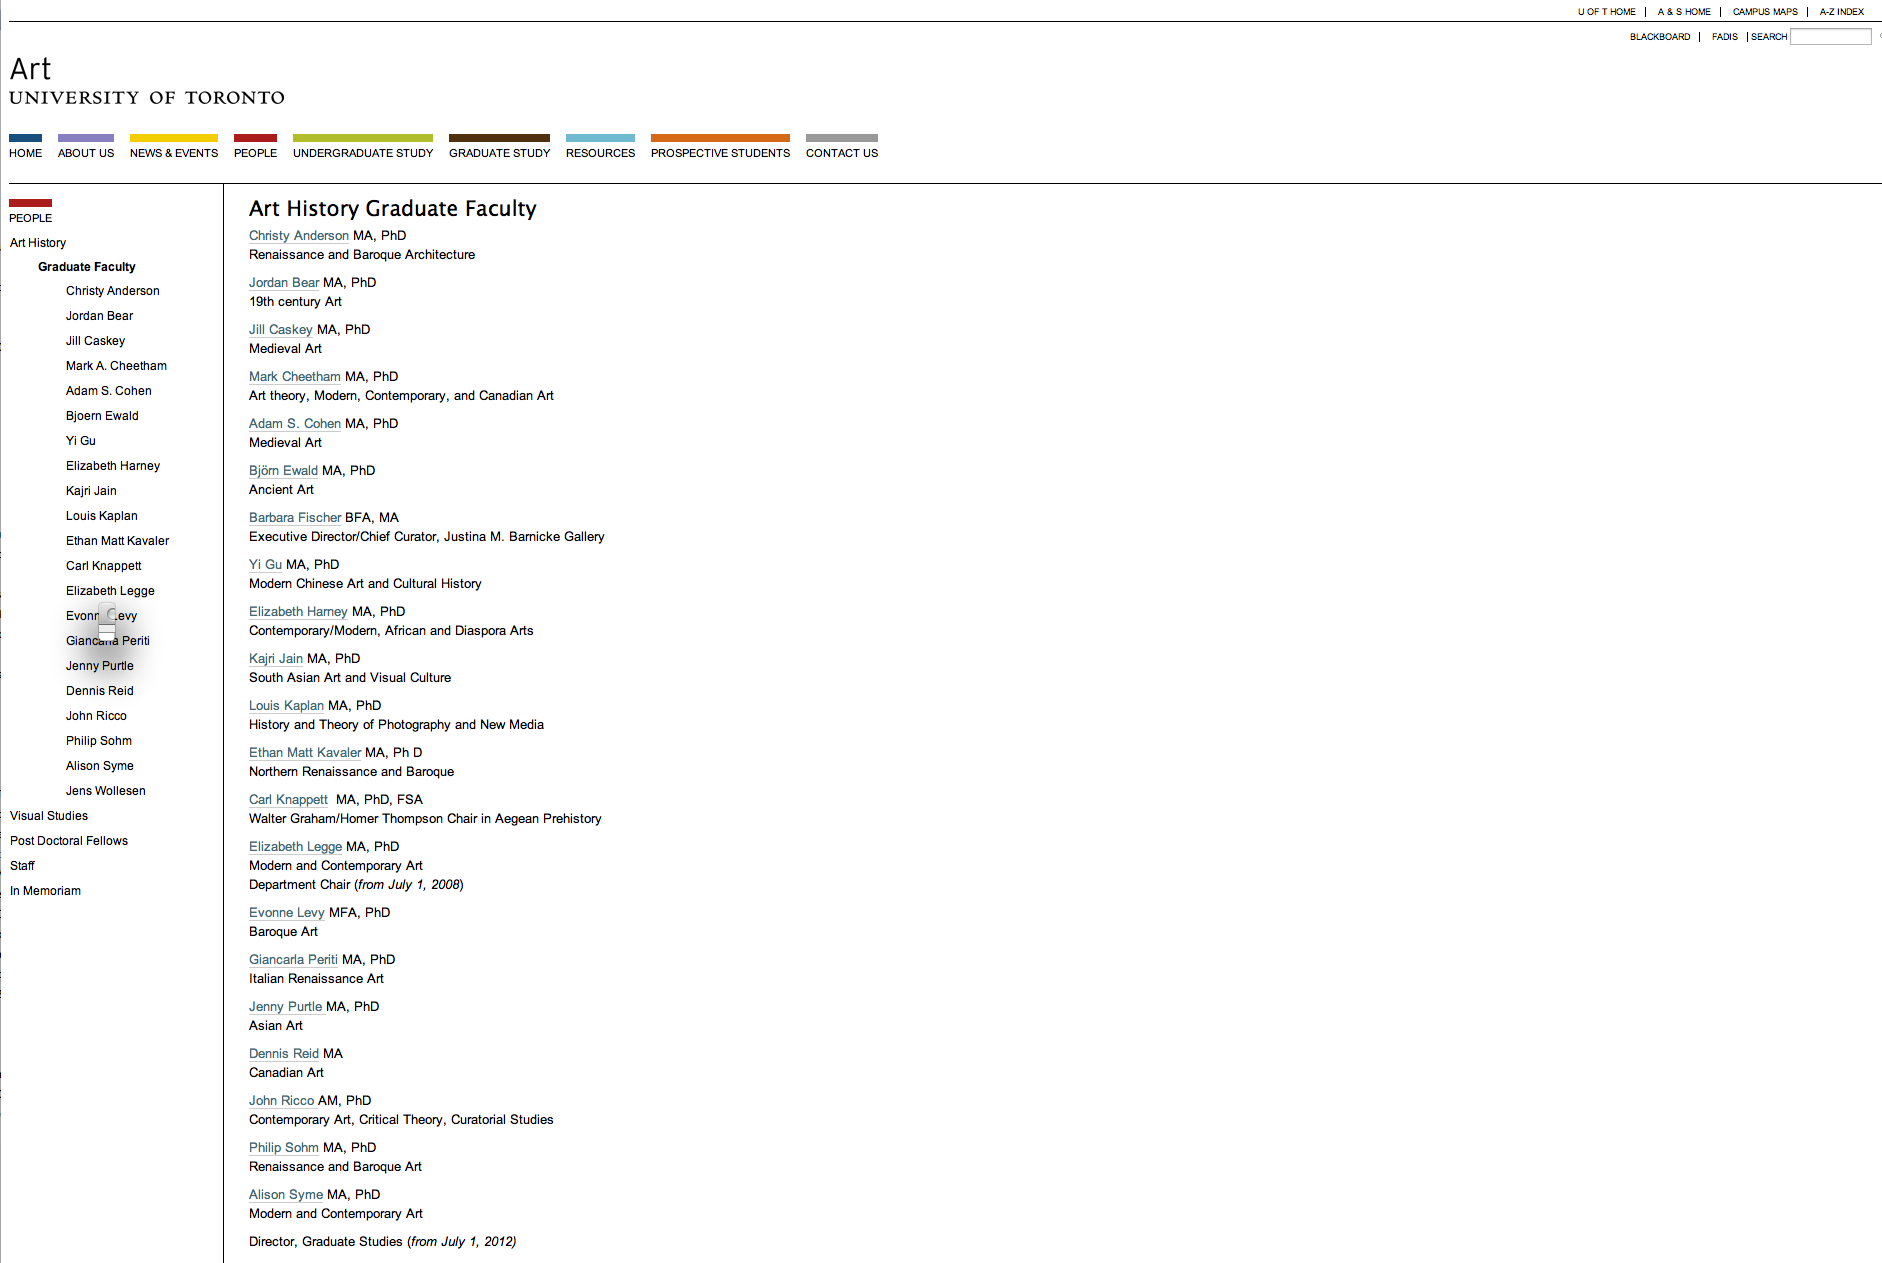 U OF T HOME | A & S HOME | CAMPUS MAPS | A-Z INDEX
BLACKBOARD | FADIS | SEARCH
Art
UNIVERSITY OF TORONTO
HOME ABOUT US NEWS & EVENTS PEOPLE UNDERGRADUATE STUDY GRADUATE STUDY RESOURCES PROSPECTIVE STUDENTS CONTACT US
PEOPLE
Art History
Graduate Faculty
Christy Anderson
Jordan Bear
Jill Caskey
Mark A. Cheetham
Adam S. Cohen
Bjoern Ewald
Yi Gu
Elizabeth Harney
Kajri Jain
Louis Kaplan
Ethan Matt Kavaler
Carl Knappett
Elizabeth Legge
Evonne Levy
Giancarla Periti
Jenny Purtle
Dennis Reid
John Ricco
Philip Sohm
Alison Syme
Jens Wollesen
Visual Studies
Post Doctoral Fellows
Staff
In Memoriam
Art History Graduate Faculty
Christy Anderson MA, PhD
Renaissance and Baroque Architecture
Jordan Bear MA, PhD
19th century Art
Jill Caskey MA, PhD
Medieval Art
Mark Cheetham MA, PhD
Art theory, Modern, Contemporary, and Canadian Art
Adam S. Cohen MA, PhD
Medieval Art
Björn Ewald MA, PhD
Ancient Art
Barbara Fischer BFA, MA
Executive Director/Chief Curator, Justina M. Barnicke Gallery
Yi Gu MA, PhD
Modern Chinese Art and Cultural History
Elizabeth Harney MA, PhD
Contemporary/Modern, African and Diaspora Arts
Kajri Jain MA, PhD
South Asian Art and Visual Culture
Louis Kaplan MA, PhD
History and Theory of Photography and New Media
Ethan Matt Kavaler MA, Ph D
Northern Renaissance and Baroque
Carl Knappett MA, PhD, FSA
Walter Graham/Homer Thompson Chair in Aegean Prehistory
Elizabeth Legge MA, PhD
Modern and Contemporary Art
Department Chair (from July 1, 2008)
Evonne Levy MFA, PhD
Baroque Art
Giancarla Periti MA, PhD
Italian Renaissance Art
Jenny Purtle MA, PhD
Asian Art
Dennis Reid MA
Canadian Art
John Ricco AM, PhD
Contemporary Art, Critical Theory, Curatorial Studies
Philip Sohm MA, PhD
Renaissance and Baroque Art
Alison Syme MA, PhD
Modern and Contemporary Art
Director, Graduate Studies (from July 1, 2012)